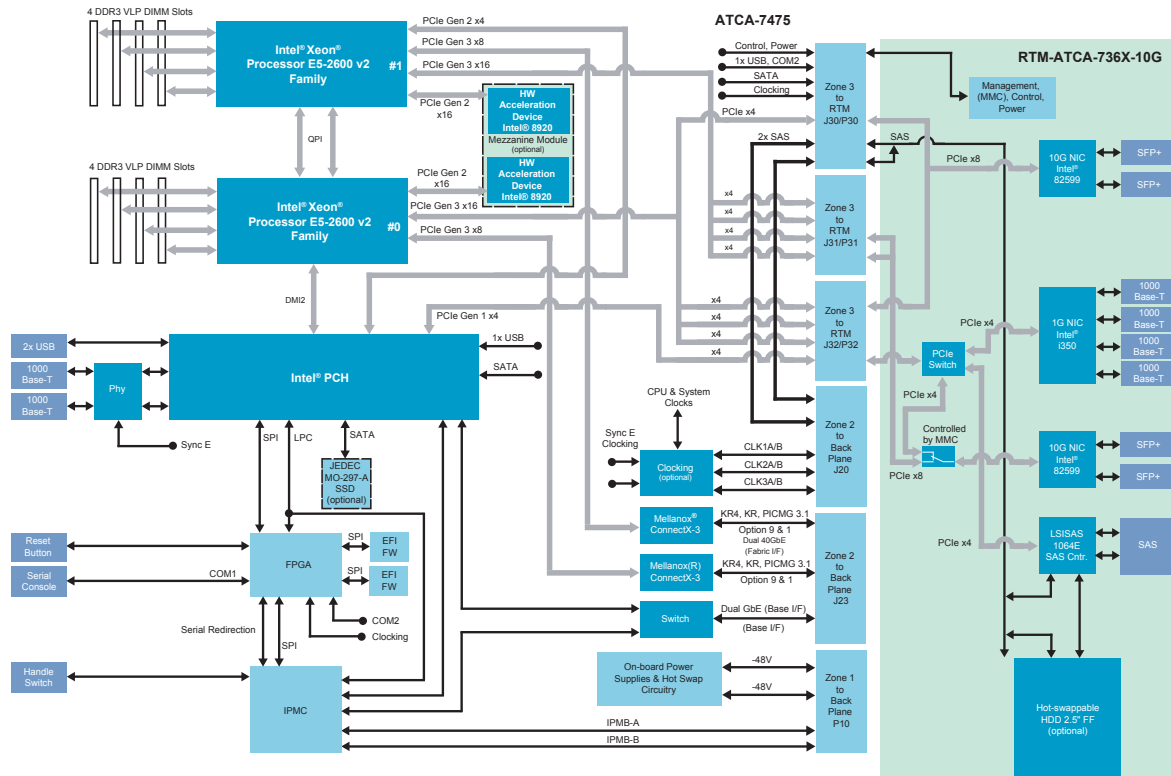 ATCA-7475
RTM-ATCA-736X-10G
4 DDR3 VLP DIMM Slots
Intel® Xeon®
Processor E5-2600 v2
Family
#1
PCIe Gen 2 x4
PCIe Gen 3 x8
PCIe Gen 3 x16
PCIe Gen 2
x16
HW
Acceleration
Device
Intel® 8920
Mezzanine Module
(optional)
HW
Acceleration
Device
Intel® 8920
QPI
4 DDR3 VLP DIMM Slots
Intel® Xeon®
Processor E5-2600 v2
Family
#0
PCIe Gen 2
x16
PCIe Gen 3 x16
PCIe Gen 3 x8
DMI2
PCIe Gen 1 x4
Control, Power
1x USB, COM2
SATA
Clocking
PCIe x4
2x SAS
Zone 3
to
RTM
J30/P30
SAS
Management,
(MMC), Control,
Power
PCIe x8
10G NIC
Intel®
82599
SFP+
SFP+
x4
x4
x4
x4
Zone 3
to
RTM
J31/P31
x4
x4
x4
x4
Zone 3
to
RTM
J32/P32
PCIe x4
PCIe
Switch
1G NIC
Intel®
i350
1000
Base-T
1000
Base-T
1000
Base-T
1000
Base-T
PCIe x4
Controlled
by MMC
PCIe x8
10G NIC
Intel®
82599
SFP+
SFP+
PCIe x4
LSISAS
1064E
SAS Cntr.
SAS
Hot-swappable
HDD 2.5" FF
(optional)
2x USB
1000
Base-T
1000
Base-T
Phy
Sync E
Intel® PCH
1x USB
SATA
SPI
LPC
SATA
JEDEC
MO-297-A
SSD
(optional)
CPU & System
Clocks
Sync E
Clocking
Clocking
(optional)
CLK1A/B
CLK2A/B
CLK3A/B
Zone 2
to
Back
Plane
J20
Mellanox®
ConnectX-3
KR4, KR, PICMG 3.1
Option 9 & 1
Dual 40GbE
(Fabric I/F)
Mellanox(R)
ConnectX-3
KR4, KR, PICMG 3.1
Option 9 & 1
Zone 2
to
Back
Plane
J23
Switch
Dual GbE (Base I/F)
(Base I/F)
Reset
Button
Serial
Console
COM1
FPGA
SPI
EFI
FW
SPI
EFI
FW
COM2
Clocking
Serial Redirection
SPI
Handle
Switch
IPMC
On-board Power
Supplies & Hot Swap
Circuitry
-48V
-48V
Zone 1
to
Back
Plane
P10
IPMB-A
IPMB-B